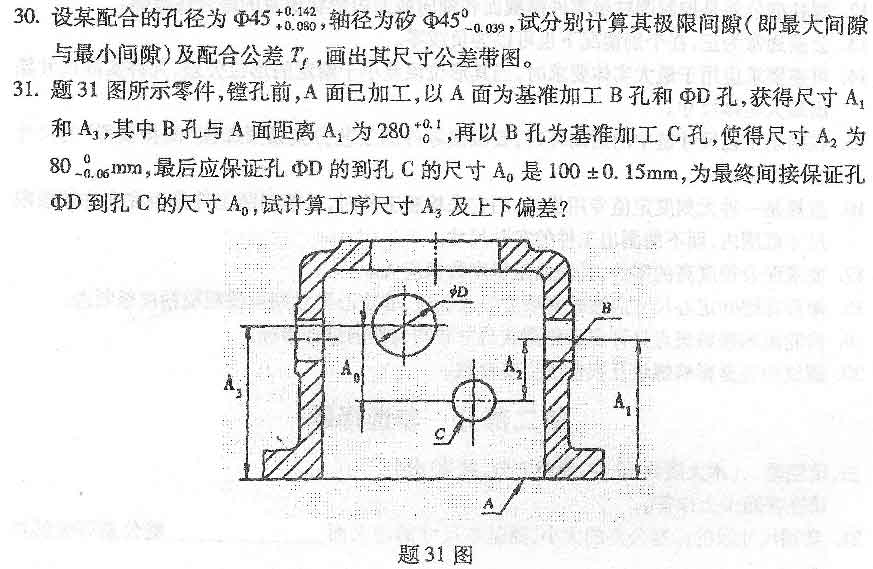 30. 设某配合的孔径为 Φ45 +0.142 +0.080 ,轴径为砂 Φ45 0 -0.039 ,试分别计算其极限间隙(即最大间隙
与最小间隙)及配合公差 Tf ,画出其尺寸公差带图。
31. 题 31 图所示零件,镗孔前,A 面已加工,以 A 面为基准加工 B 孔和 ΦD 孔,获得尺寸 A1
和 A3 ,其中 B 孔与 A 面距离 A1 为 280 +0.1 0 ,再以 B 孔为基准加工 C 孔,使得尺寸 A2 为
80 0 -0.06 mm,最后应保证孔 ΦD 的到孔 C 的尺寸 A0 是 100 ± 0.15mm,为最终间接保证孔
ΦD 到孔 C 的尺寸 A0 ,试计算工序尺寸 A3 及上下偏差?
ΦD
B
A3
A0
A2
A1
C
A
题 31 图